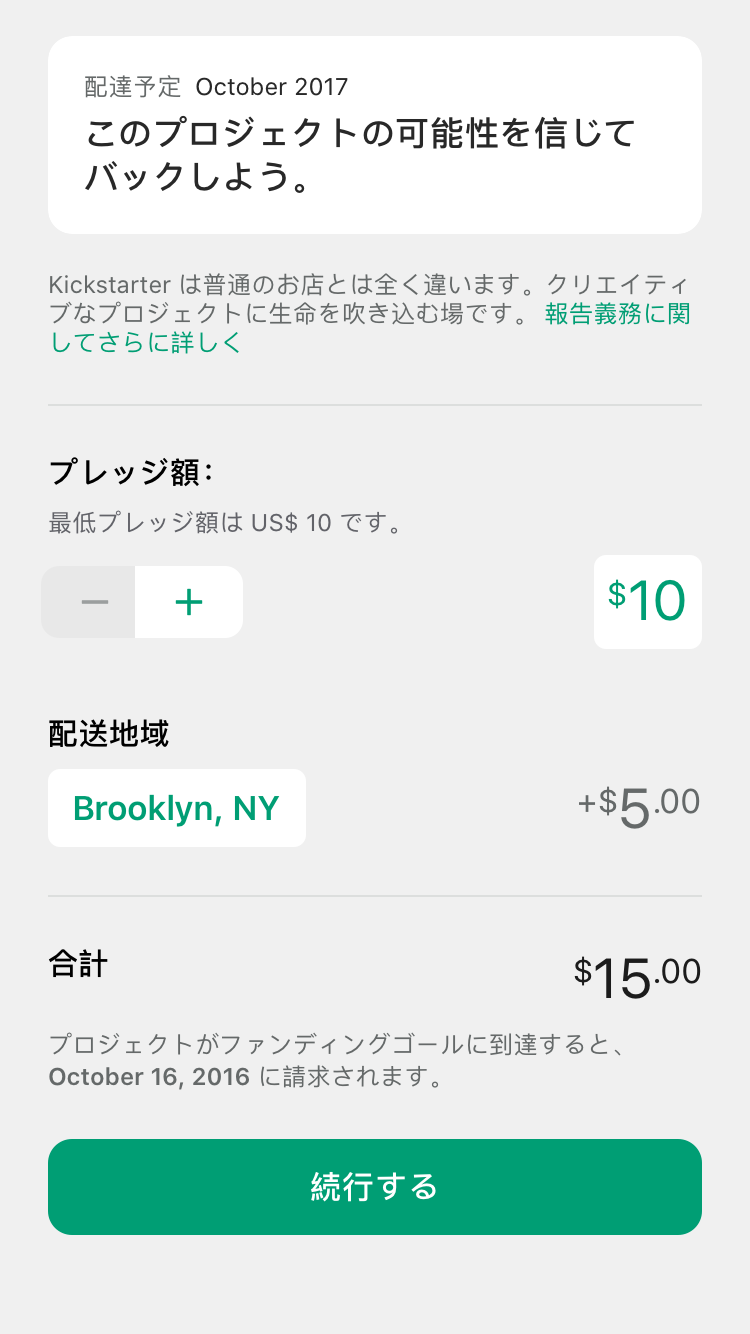 配達予定 October 2017
このプロジェクトの可能性を信じて
バックしよう。
Kickstarter は普通のお店とは全く違います。クリエイティ
ブなプロジェクトに生命を吹き込む場です。 報告義務に関
してさらに詳しく
プレッジ額:
最低プレッジ額は US$ 10 です。
− + $10
配送地域
Brooklyn, NY +$5.00
合計 $15.00
プロジェクトがファンディングゴールに到達すると、
October 16, 2016 に請求されます。
続行する